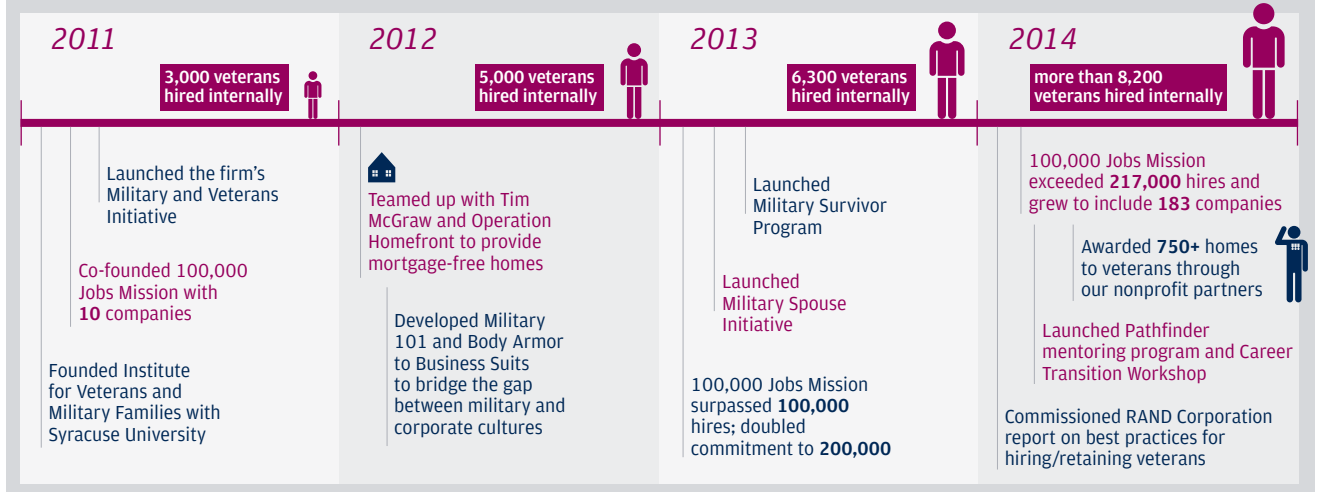 2011
3,000 veterans
hired internally
Launched the firm’s
Military and Veterans
Initiative
Co-founded 100,000
Jobs Mission with
10 companies
Founded Institute
for Veterans and
Military Families with
Syracuse University
2012
5,000 veterans
hired internally
Teamed up with Tim
McGraw and Operation
Homefront to provide
mortgage-free homes
Developed Military
101 and Body Armor
to Business Suits
to bridge the gap
between military and
corporate cultures
2013
6,300 veterans
hired internally
Launched
Military Survivor
Program
Launched
Military Spouse
Initiative
100,000 Jobs Mission
surpassed 100,000
hires; doubled
commitment to 200,000
2014
more than 8,200
veterans hired internally
100,000 Jobs Mission
exceeded 217,000 hires and
grew to include 183 companies
Awarded 750+ homes
to veterans through
our nonprofit partners
Launched Pathfinder
mentoring program and Career
Transition Workshop
Commissioned RAND Corporation
report on best practices for
hiring/retaining veterans